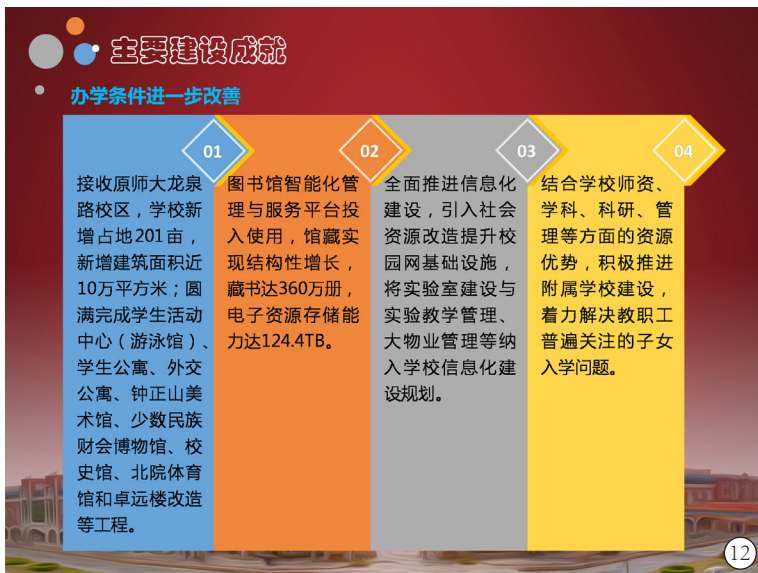 主要建设成就
办学条件进一步改善
01
接收原师大龙泉
路校区，学校新
增占地201亩，
新增建筑面积近
10万平方米；圆
满完成学生活动
中心（游泳馆）、
学生公寓、外交
公寓、钟正山美
术馆、少数民族
财会博物馆、校
史馆、北院体育
馆和卓远楼改造
等工程。
02
图书馆智能化管
理与服务平台投
入使用，馆藏实
现结构性增长，
藏书达360万册，
电子资源存储能
力达124.4TB。
03
全面推进信息化
建设，引入社会
资源改造提升校
园网基础设施，
将实验室建设与
实验教学管理、
大物业管理等纳
入学校信息化建
设规划。
04
结合学校师资、
学科、科研、管
理等方面的资源
优势，积极推进
附属学校建设，
着力解决教职工
普遍关注的子女
入学问题。
12